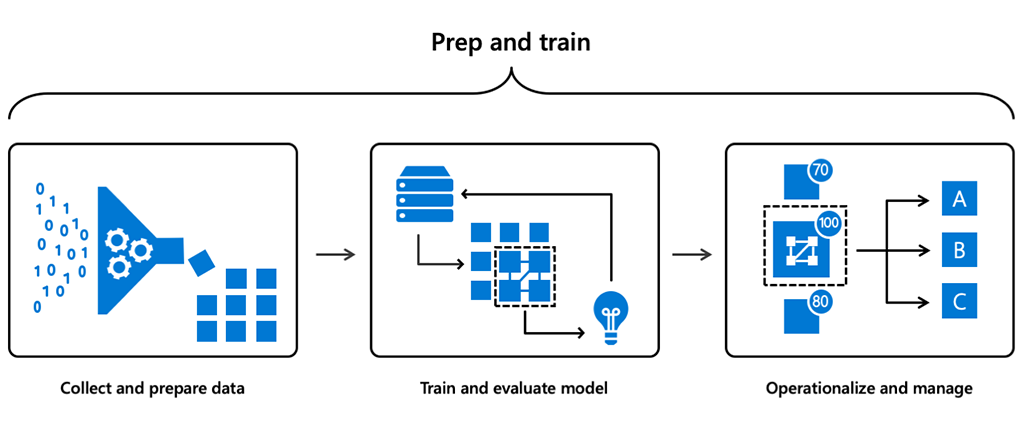 Prep and train
0
1
1 1
0 0 1 0
0 1 0 1
1 0 1 0
1 0
0
70
100
80
A
B
C
Collect and prepare data
Train and evaluate model
Operationalize and manage